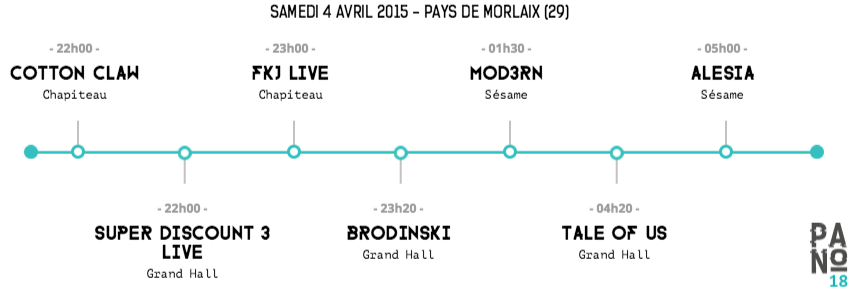 SAMEDI 4 AVRIL 2015 – PAYS DE MORLAIX (29)
- 22h00 -
COTTON CLAW
Chapiteau
- 22h00 -
SUPER DISCOUNT 3
LIVE
Grand Hall
- 23h00 -
FKJ LIVE
Chapiteau
- 23h20 -
BRODINSKI
Grand Hall
- 01h30 -
MOD3RN
Sésame
- 04h20 -
TALE OF US
Grand Hall
- 05h00 -
ALESIA
Sésame
PA
Nº
18